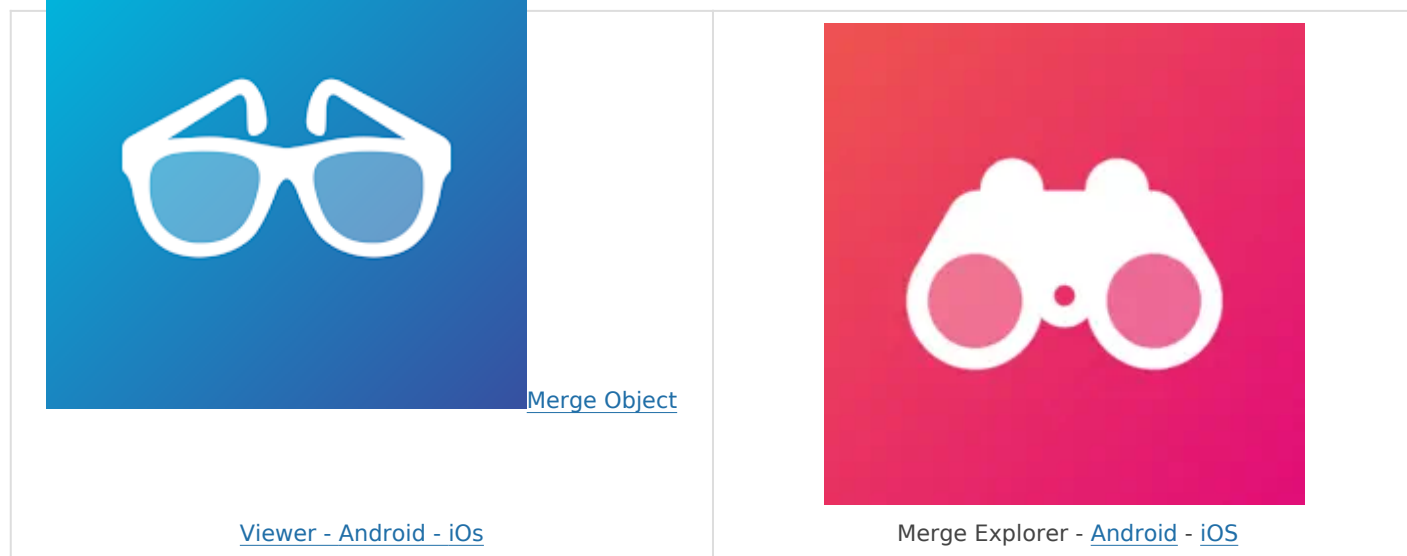 Merge Object
Viewer - Android - iOs
Merge Explorer - Android - iOS